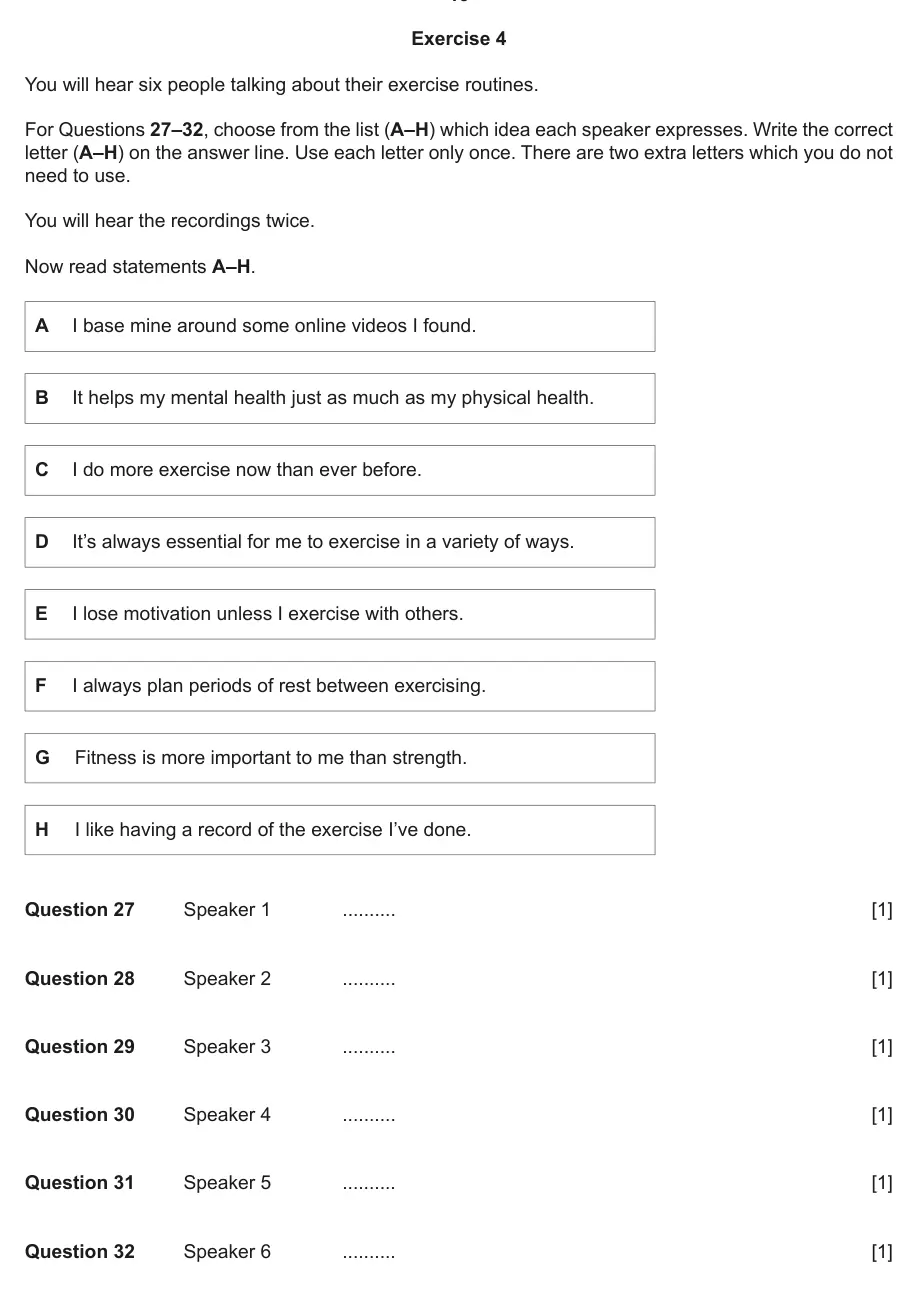 Exercise 4
You will hear six people talking about their exercise routines.
For Questions 27–32, choose from the list (A–H) which idea each speaker expresses. Write the correct
letter (A–H) on the answer line. Use each letter only once. There are two extra letters which you do not
need to use.
You will hear the recordings twice.
Now read statements A–H.
A I base mine around some online videos I found.
B It helps my mental health just as much as my physical health.
C I do more exercise now than ever before.
D It’s always essential for me to exercise in a variety of ways.
E I lose motivation unless I exercise with others.
F I always plan periods of rest between exercising.
G Fitness is more important to me than strength.
H I like having a record of the exercise I’ve done.
Question 27 Speaker 1 .......... [1]
Question 28 Speaker 2 .......... [1]
Question 29 Speaker 3 .......... [1]
Question 30 Speaker 4 .......... [1]
Question 31 Speaker 5 .......... [1]
Question 32 Speaker 6 .......... [1]